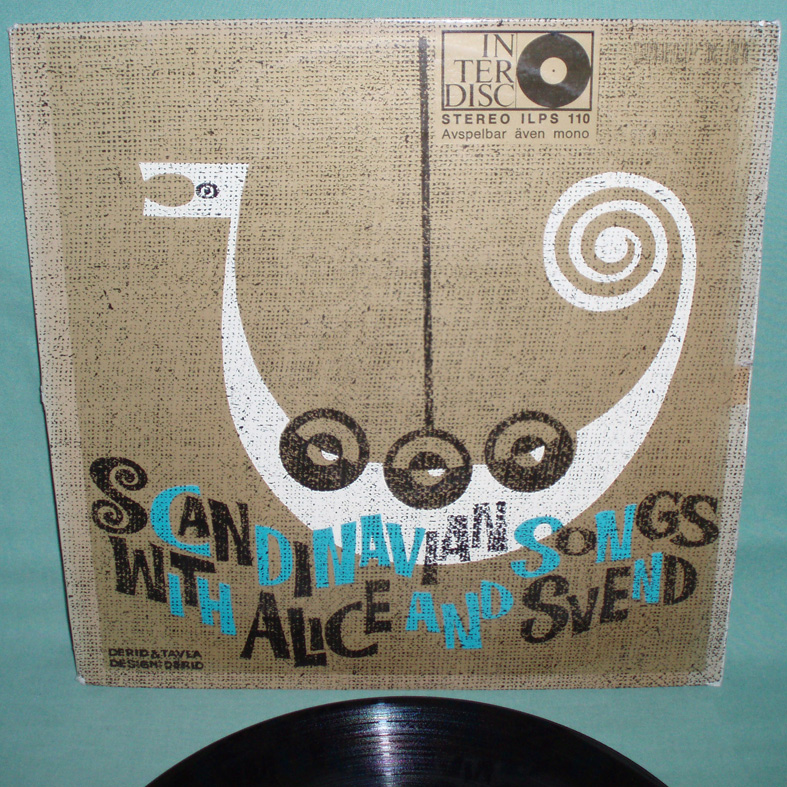 IN
TER
DISC
STEREO ILPS 110
Avspelbar även mono
SCANDINAVIAN SONGS
WITH ALICE AND SVEND
DERID & TAVLA
DESIGN: DERID